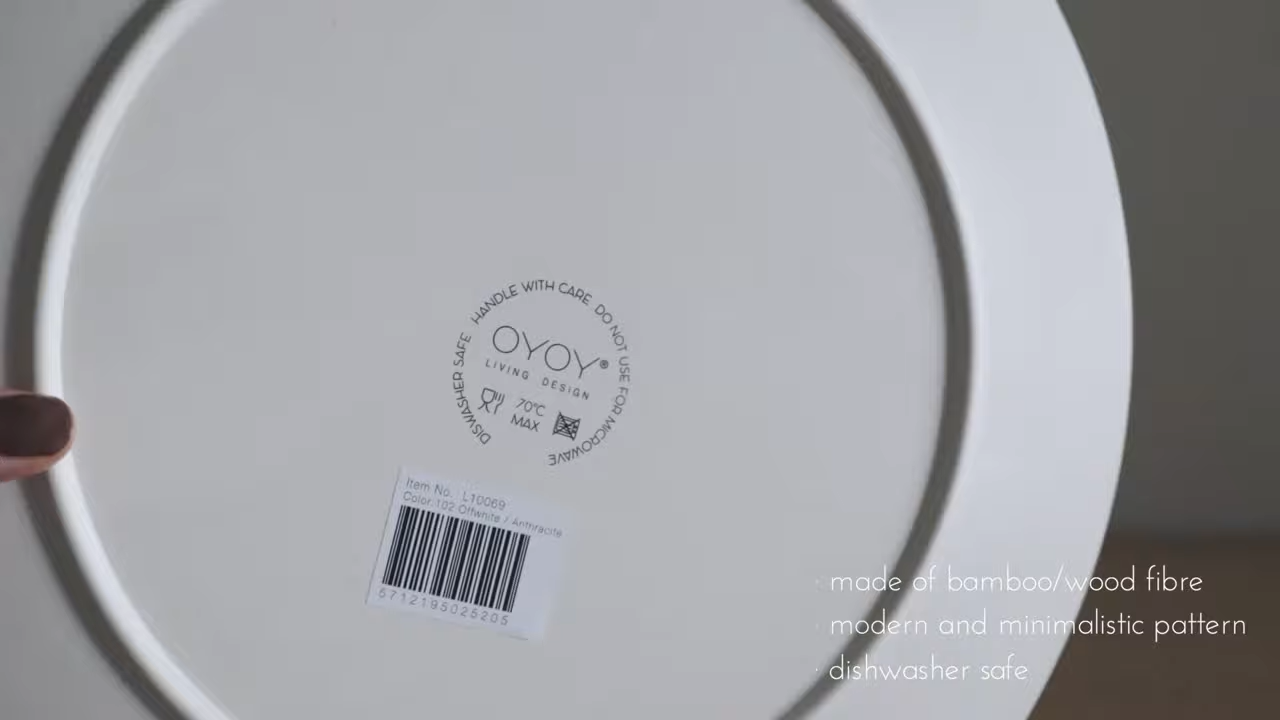 HANDLE WITH CARE
DO NOT USE FOR MICROWAVE
DISWASHER SAFE
OYOY®
LIVING DESIGN
70°C
MAX
Item No. L10069
Color:102 Offwhite / Anthracite
5712195025205
· made of bamboo/wood fibre
· modern and minimalistic pattern
· dishwasher safe